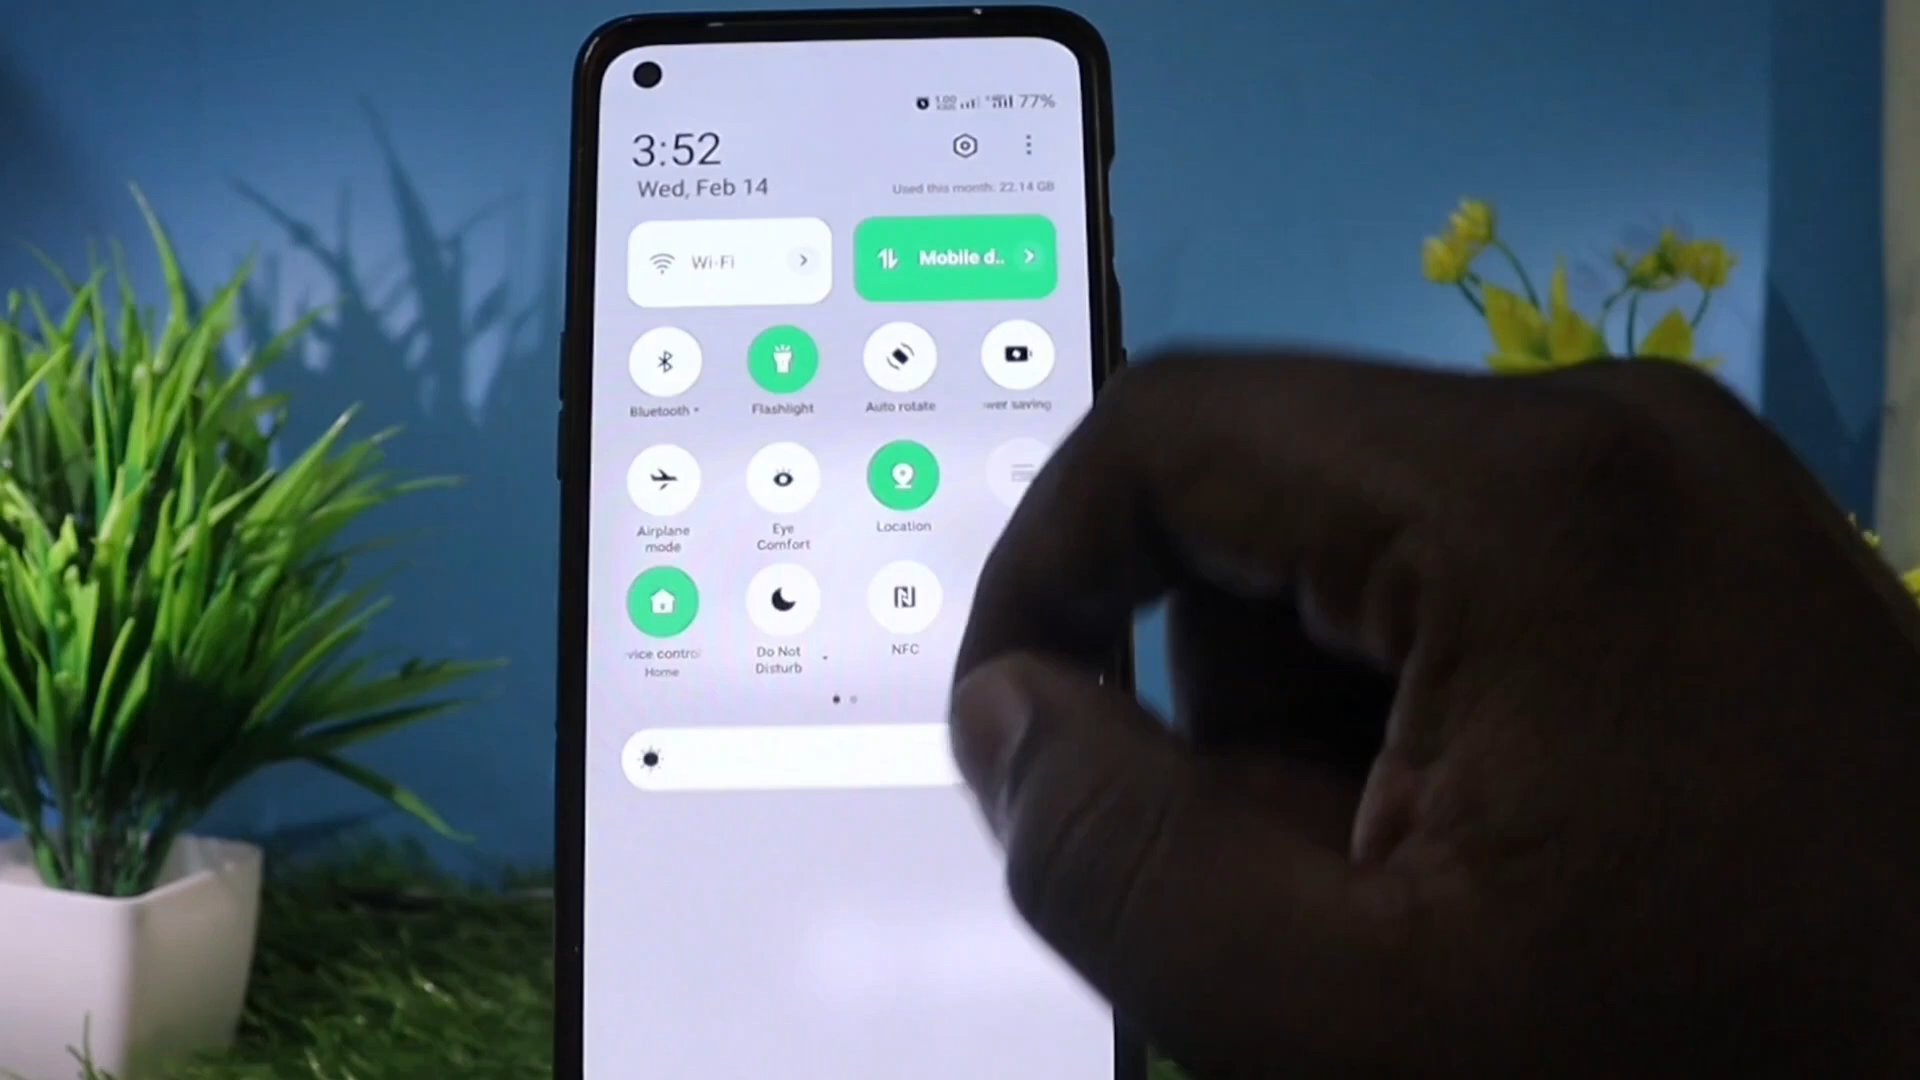 77%
3:52
Wed, Feb 14
Used this month: 22.14 GB
Wi-Fi
Mobile d..
Bluetooth
Flashlight
Auto rotate
wer saving
Airplane
mode
Eye
Comfort
Location
vice control
Home
Do Not
Disturb
NFC